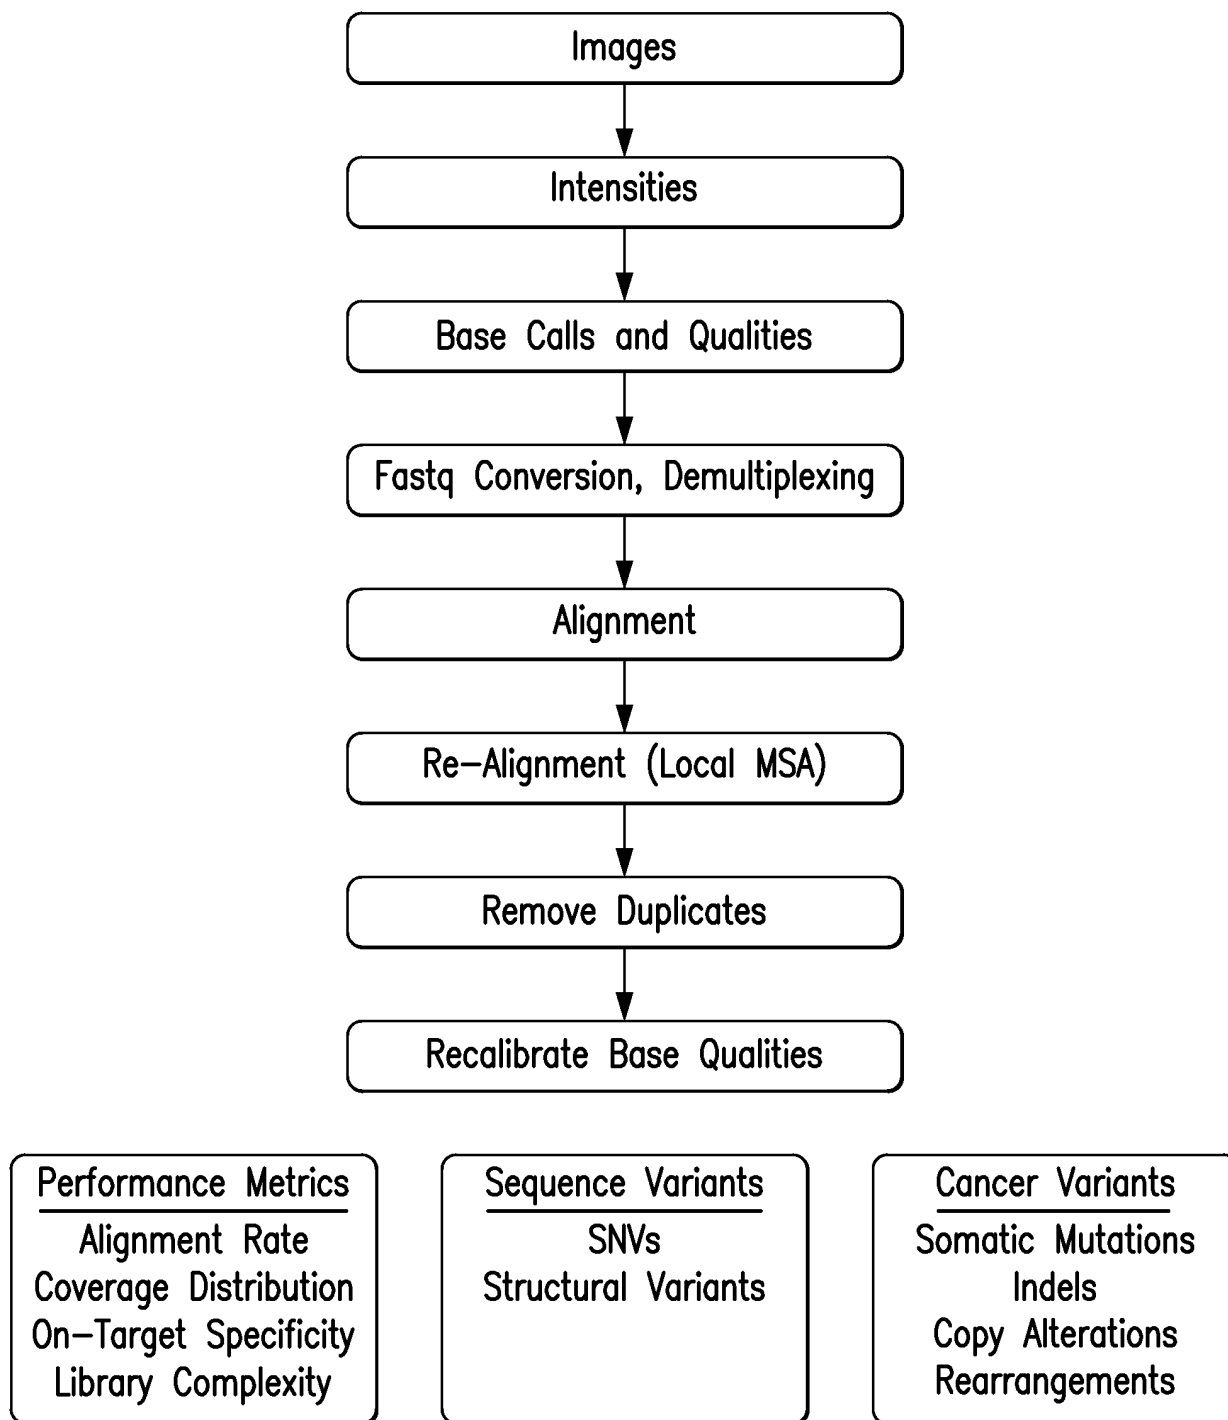 Images
Intensities
Base Calls and Qualities
Fastq Conversion, Demultiplexing
Alignment
Re-Alignment (Local MSA)
Remove Duplicates
Recalibrate Base Qualities
Performance Metrics
Alignment Rate
Coverage Distribution
On-Target Specificity
Library Complexity
Sequence Variants
SNVs
Structural Variants
Cancer Variants
Somatic Mutations
Indels
Copy Alterations
Rearrangements